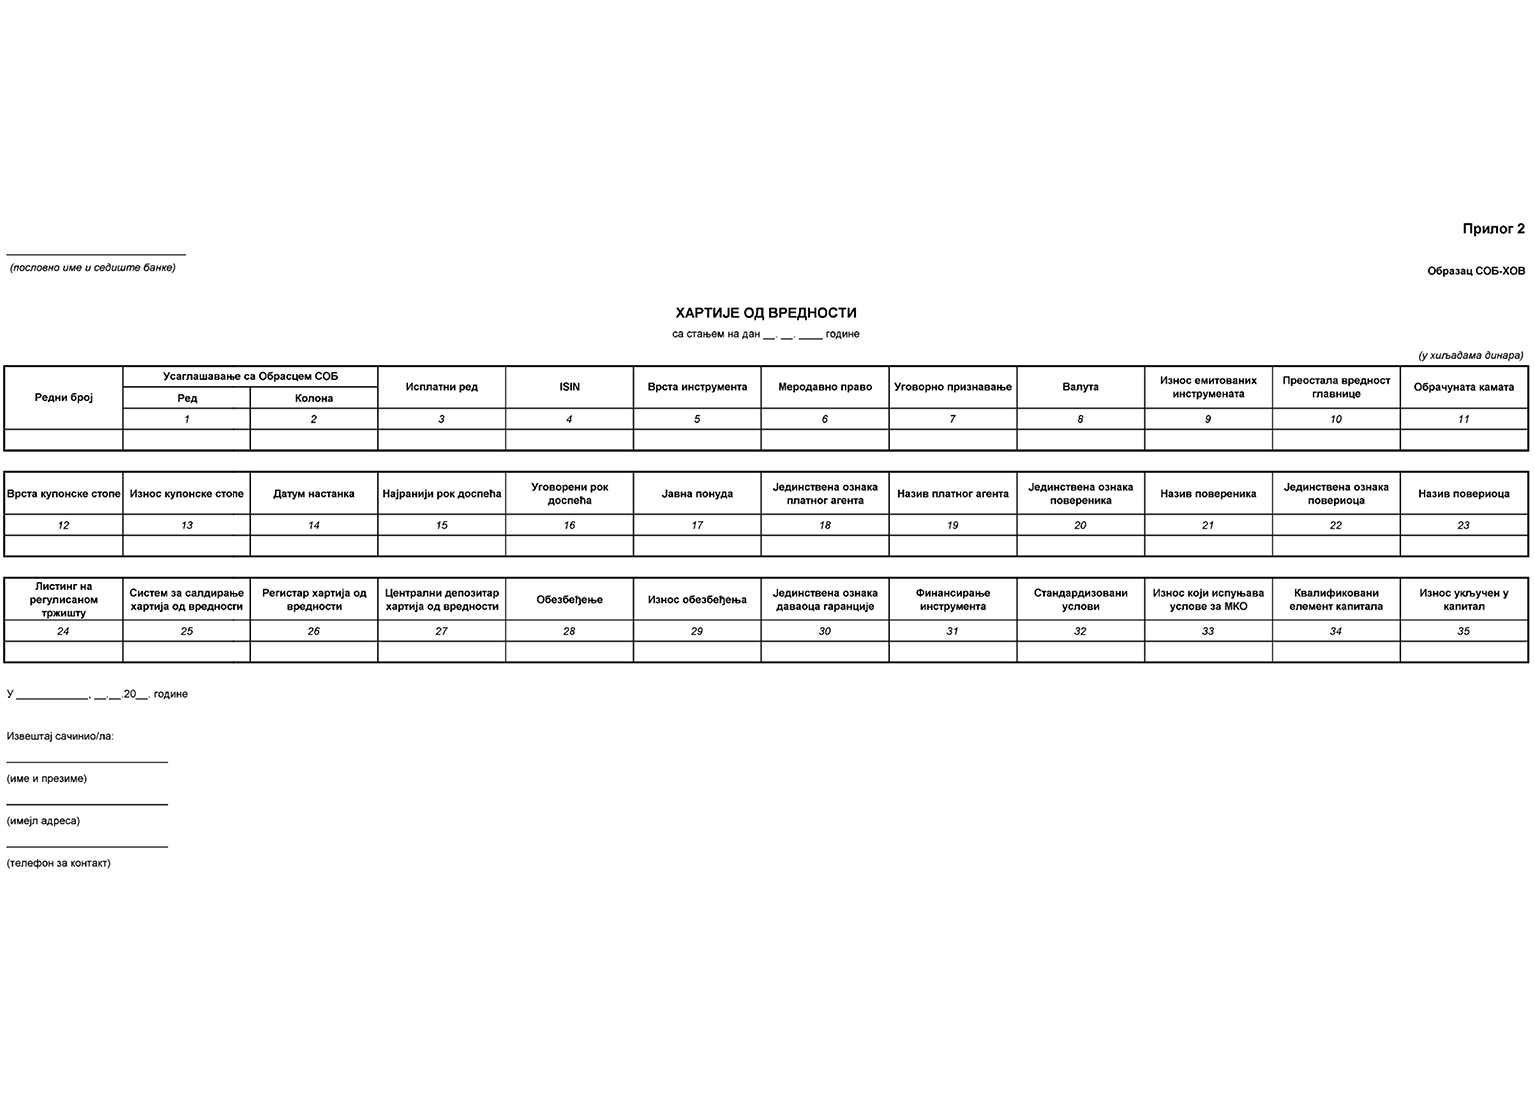 Прилог 2
(пословно име и седиште банке)
Образац СОБ-ХОВ
ХАРТИЈЕ ОД ВРЕДНОСТИ
са стањем на дан __. __. ____ године
(у хиљадама динара)
Редни број
Усаглашавање са Обрасцем СОБ
Ред
Колона
Исплатни ред
ISIN
Врста инструмента
Меродавно право
Уговорно признавање
Валута
Износ емитованих
инструмената
Преостала вредност
главнице
Обрачуната камата
1 2 3 4 5 6 7 8 9 10 11
Врста купонске стопе
Износ купонске стопе
Датум настанка
Најранији рок доспећа
Уговорени рок
доспећа
Јавна понуда
Јединствена ознака
платног агента
Назив платног агента
Јединствена ознака
повереника
Назив повереника
Јединствена ознака
повериоца
Назив повериоца
12 13 14 15 16 17 18 19 20 21 22 23
Листинг на
регулисаном
тржишту
Систем за салдирање
хартија од вредности
Регистар хартија од
вредности
Централни депозитар
хартија од вредности
Обезбеђење
Износ обезбеђења
Јединствена ознака
даваоца гаранције
Финансирање
инструмента
Стандардизовани
услови
Износ који испуњава
услове за МКО
Квалификовани
елемент капитала
Износ укључен у
капитал
24 25 26 27 28 29 30 31 32 33 34 35
У ____________, __.__.20__. године
Извештај сачинио/ла:
(име и презиме)
(имејл адреса)
(телефон за контакт)